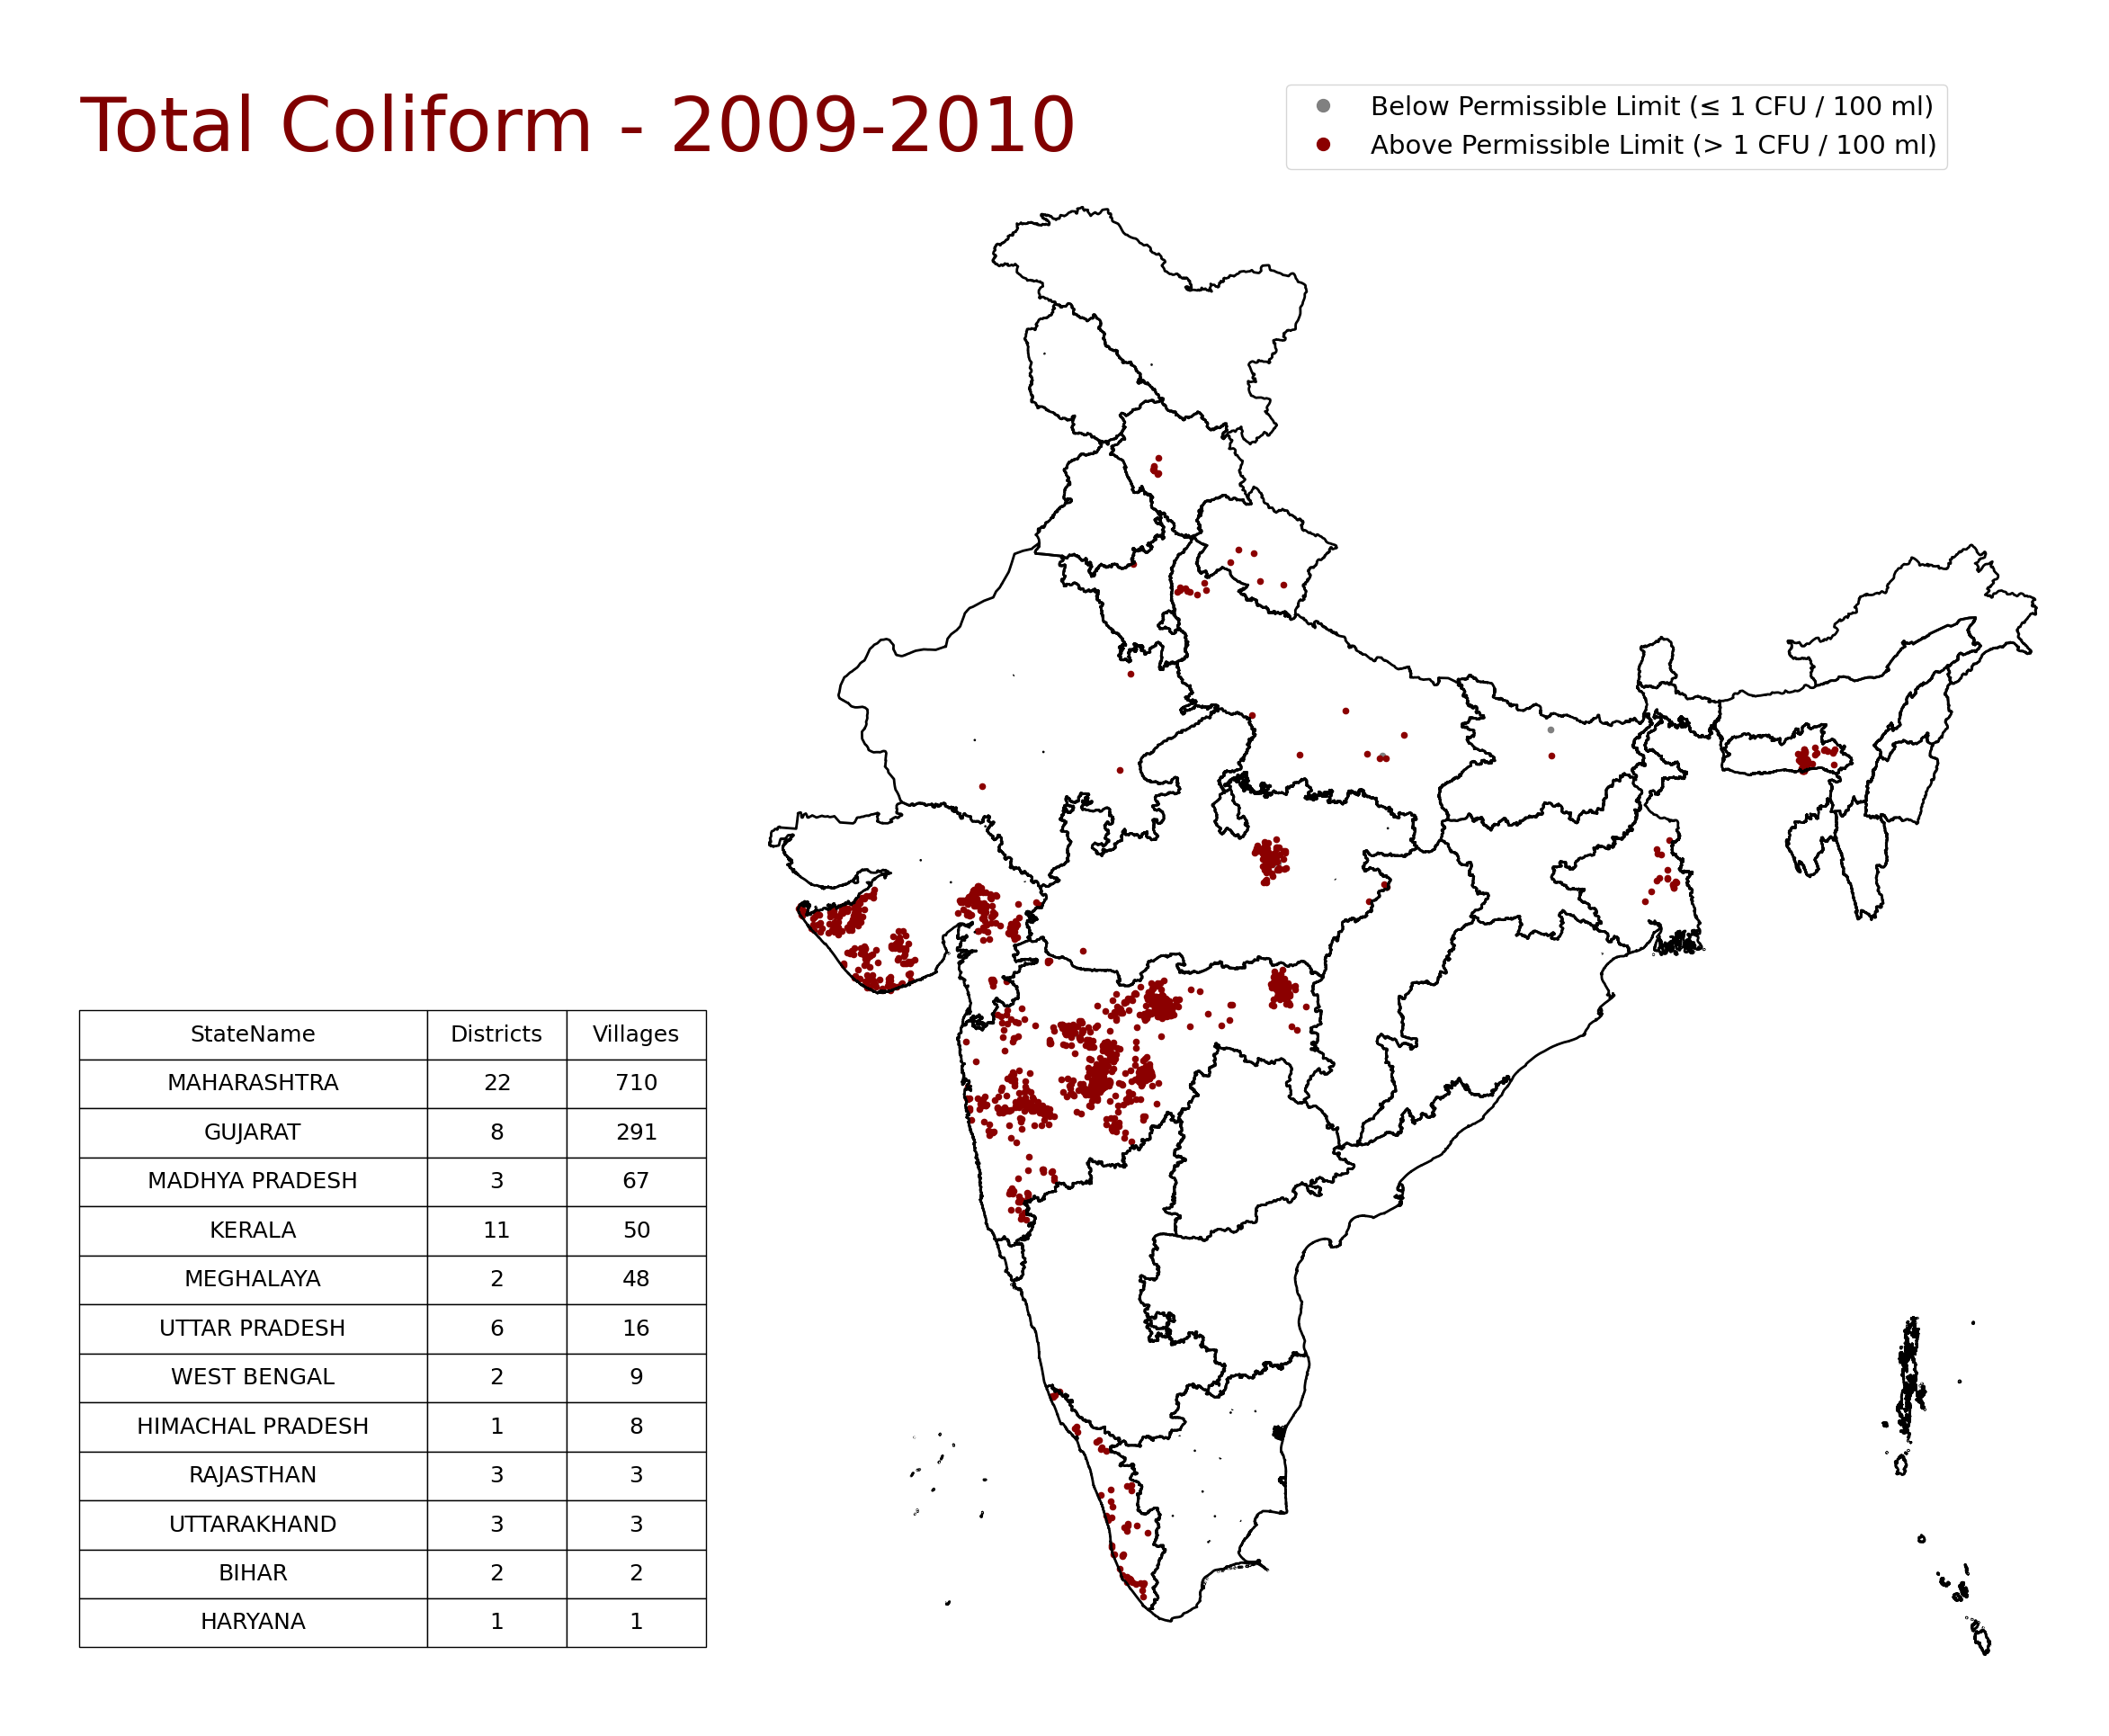 Total Coliform - 2009-2010
Below Permissible Limit (≤ 1 CFU / 100 ml)
Above Permissible Limit (> 1 CFU / 100 ml)
StateName Districts Villages
MAHARASHTRA 22 710
GUJARAT 8 291
MADHYA PRADESH 3 67
KERALA 11 50
MEGHALAYA 2 48
UTTAR PRADESH 6 16
WEST BENGAL 2 9
HIMACHAL PRADESH 1 8
RAJASTHAN 3 3
UTTARAKHAND 3 3
BIHAR 2 2
HARYANA 1 1